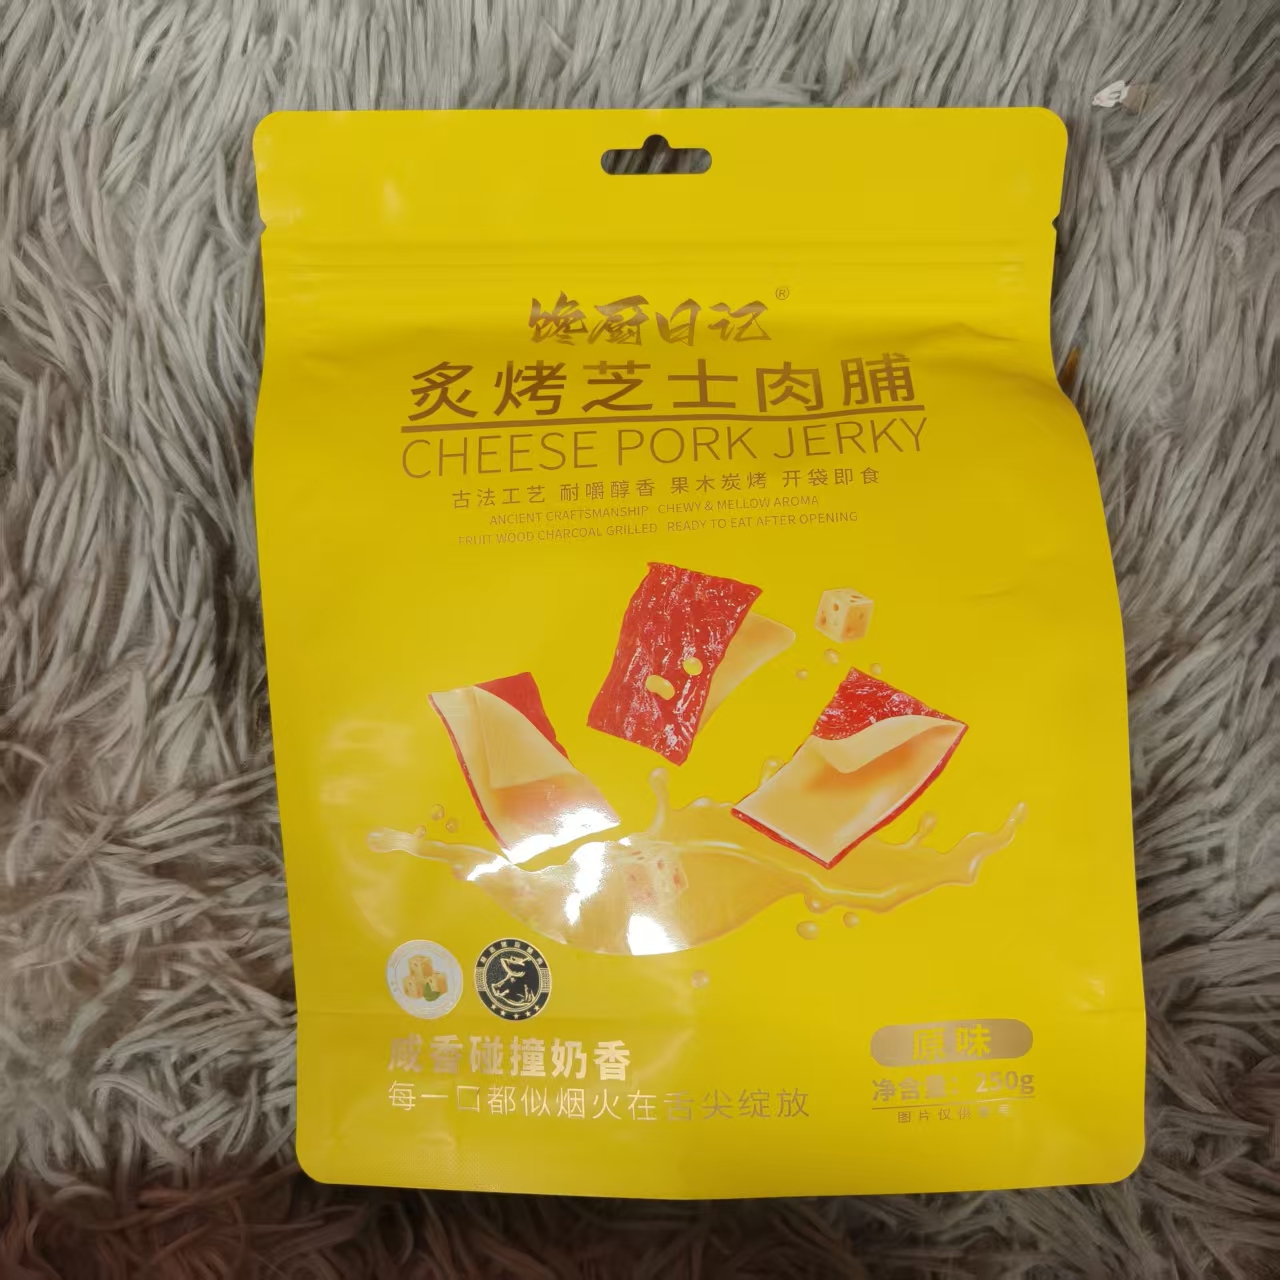 馋厨日记®
炙烤芝士肉脯
CHEESE PORK JERKY
古法工艺 耐嚼醇香 果木炭烤 开袋即食
ANCIENT CRAFTSMANSHIP CHEWY & MELLOW AROMA
FRUIT WOOD CHARCOAL GRILLED READY TO EAT AFTER OPENING
咸香碰撞奶香
每一口都似烟火在舌尖绽放
原味
净含量：250g
图片仅供参考